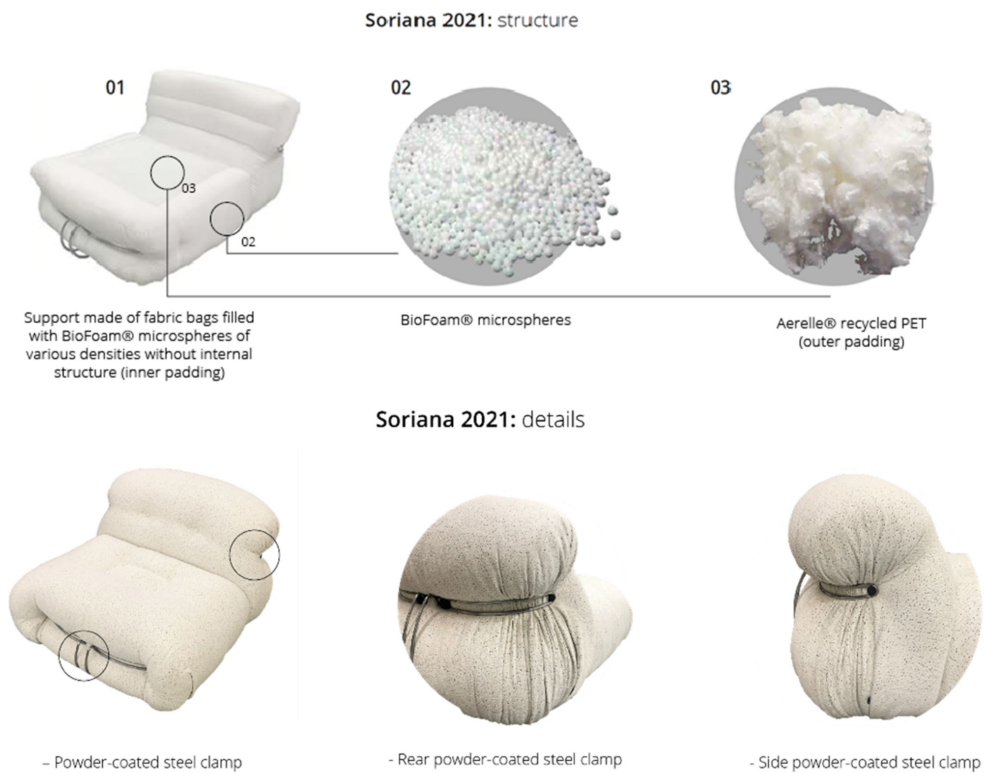 Soriana 2021: structure
01
02
03
03
02
Support made of fabric bags filled
with BioFoam® microspheres of
various densities without internal
structure (inner padding)
BioFoam® microspheres
Aerelle® recycled PET
(outer padding)
Soriana 2021: details
– Powder-coated steel clamp
- Rear powder-coated steel clamp
- Side powder-coated steel clamp